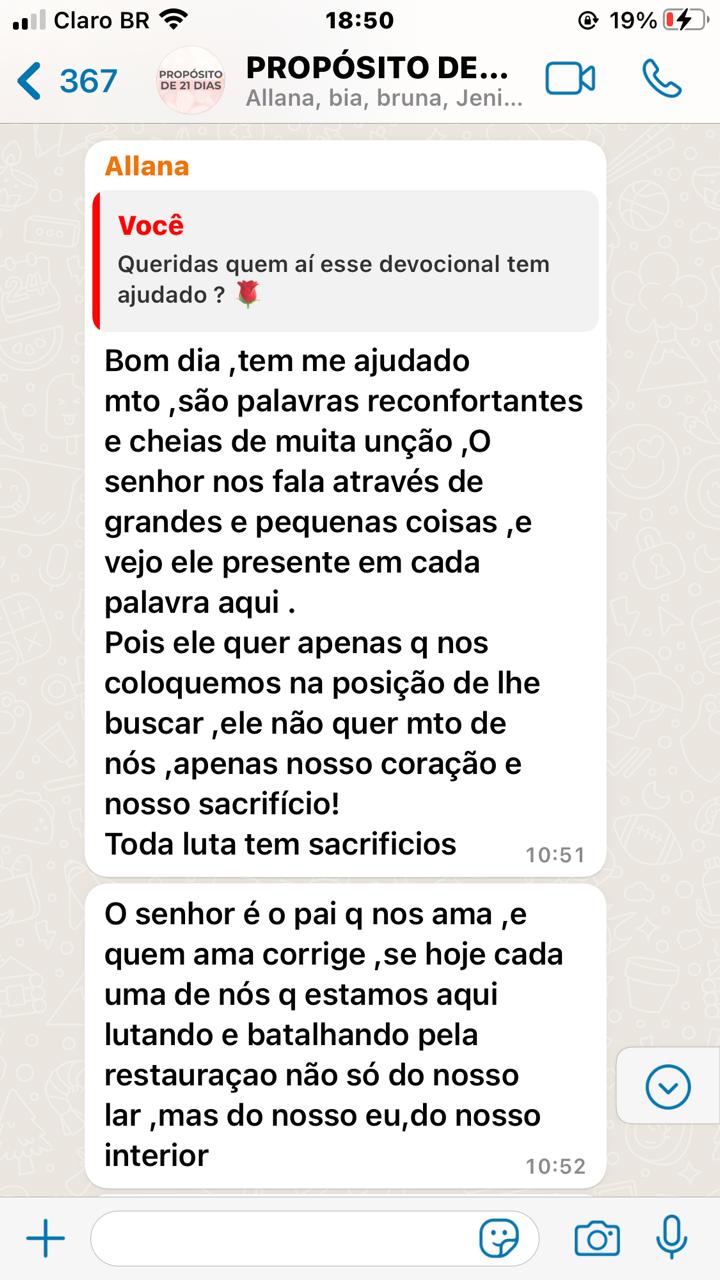 Claro BR 18:50 19%
367
PROPÓSITO
DE 21 DIAS
PROPÓSITO DE...
Allana, bia, bruna, Jeni...
Allana
Você
Queridas quem aí esse devocional tem
ajudado ? 🌹
Bom dia ,tem me ajudado
mto ,são palavras reconfortantes
e cheias de muita unção ,O
senhor nos fala através de
grandes e pequenas coisas ,e
vejo ele presente em cada
palavra aqui .
Pois ele quer apenas q nos
coloquemos na posição de lhe
buscar ,ele não quer mto de
nós ,apenas nosso coração e
nosso sacrifício!
Toda luta tem sacrificios
10:51
O senhor é o pai q nos ama ,e
quem ama corrige ,se hoje cada
uma de nós q estamos aqui
lutando e batalhando pela
restauraçao não só do nosso
lar ,mas do nosso eu,do nosso
interior
10:52